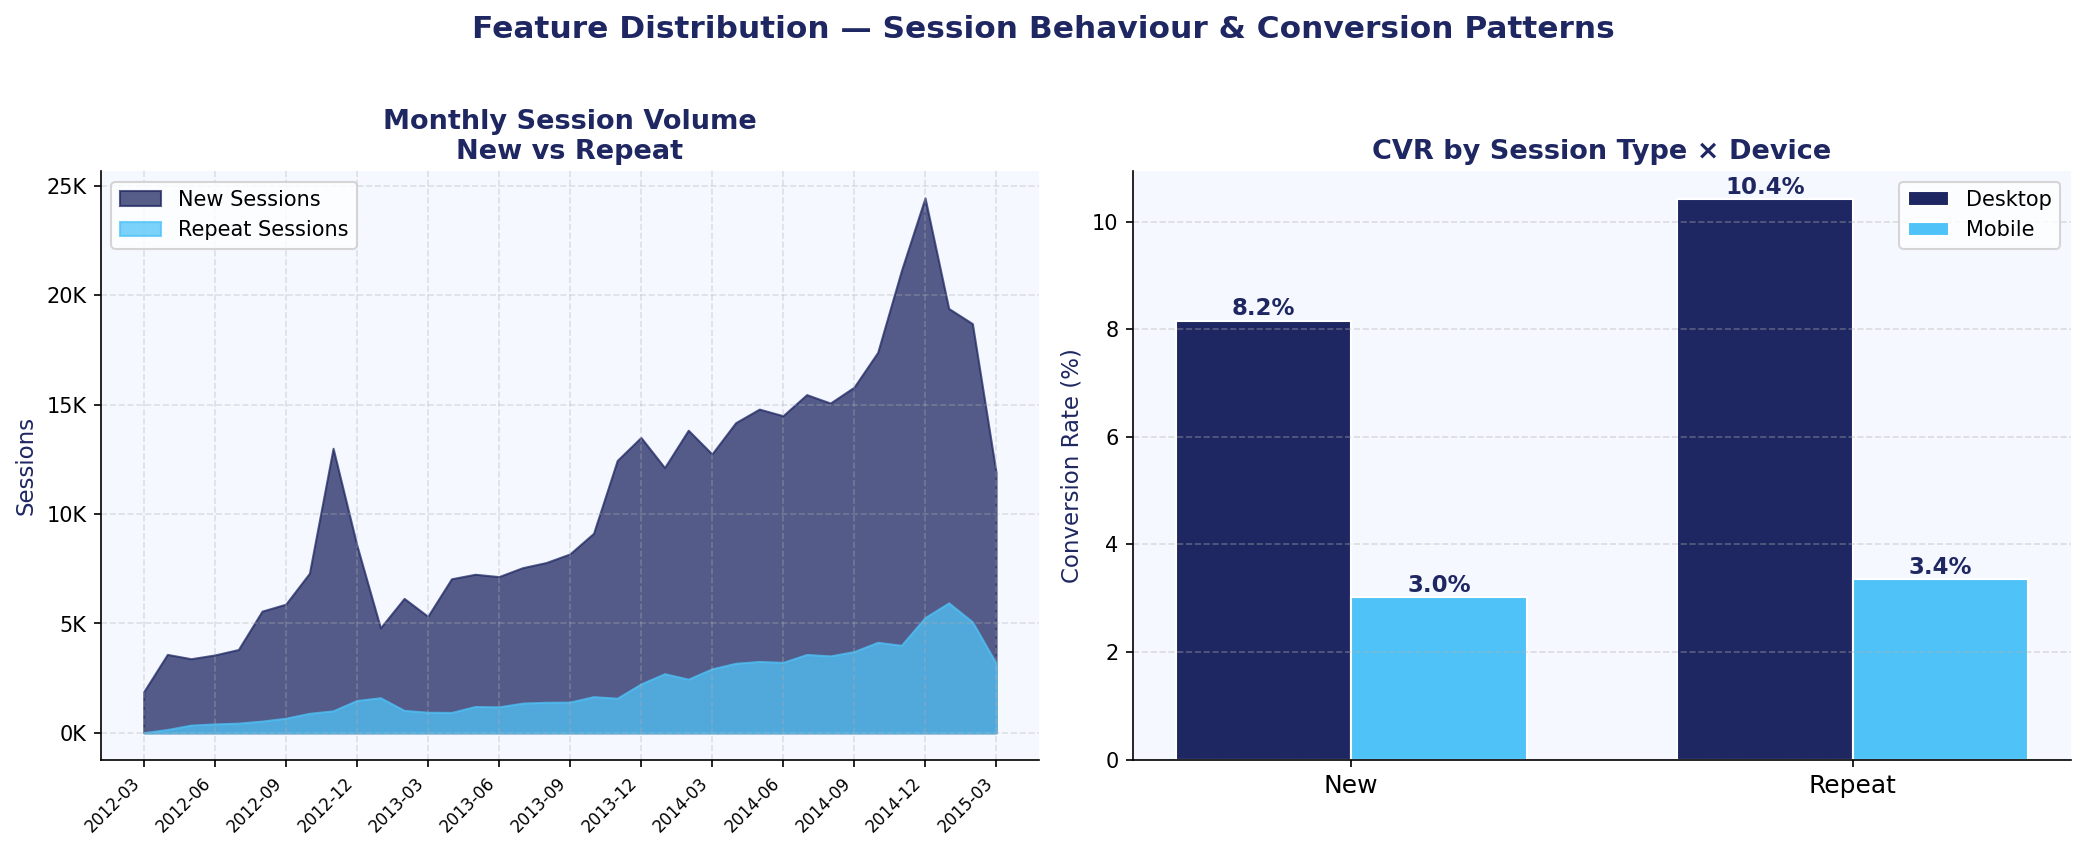 Feature Distribution — Session Behaviour & Conversion Patterns
Monthly Session Volume
New vs Repeat
New Sessions
Repeat Sessions
Sessions
25K
20K
15K
10K
5K
0K
2012-03
2012-06
2012-09
2012-12
2013-03
2013-06
2013-09
2013-12
2014-03
2014-06
2014-09
2014-12
2015-03
CVR by Session Type × Device
Desktop
Mobile
Conversion Rate (%)
10
8
6
4
2
0
8.2%
3.0%
10.4%
3.4%
New
Repeat